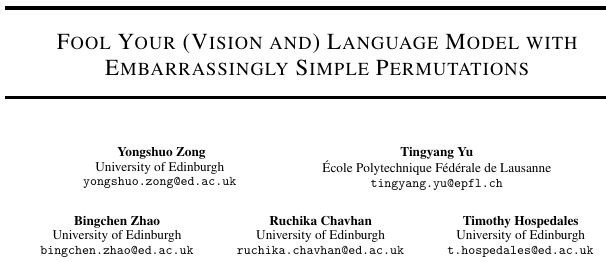 FOOL YOUR (VISION AND) LANGUAGE MODEL WITH
EMBARRASSINGLY SIMPLE PERMUTATIONS
Yongshuo Zong
University of Edinburgh
yongshuo.zong@ed.ac.uk
Tingyang Yu
École Polytechnique Fédérale de Lausanne
tingyang.yu@epfl.ch
Bingchen Zhao
University of Edinburgh
bingchen.zhao@ed.ac.uk
Ruchika Chavhan
University of Edinburgh
ruchika.chavhan@ed.ac.uk
Timothy Hospedales
University of Edinburgh
t.hospedales@ed.ac.uk